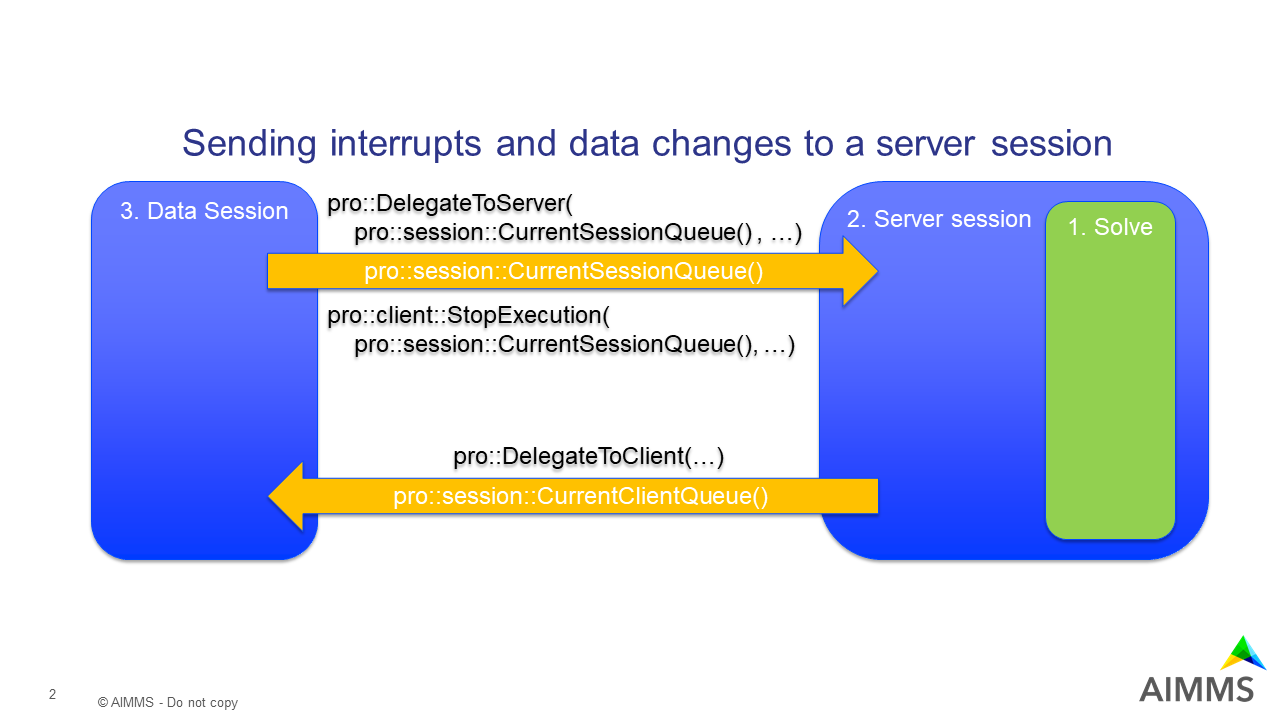 Sending interrupts and data changes to a server session
3. Data Session
pro::DelegateToServer(
pro::session::CurrentSessionQueue() , …)
2. Server session
1. Solve
pro::session::CurrentSessionQueue()
pro::client::StopExecution(
pro::session::CurrentSessionQueue(), …)
pro::DelegateToClient(…)
pro::session::CurrentClientQueue()
2
© AIMMS - Do not copy
AIMMS